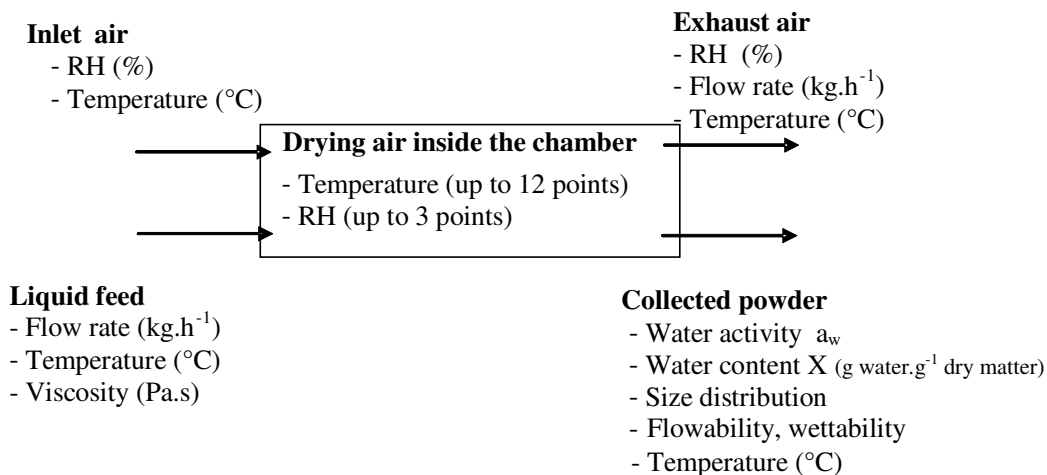 Inlet air
- RH (%)
- Temperature (°C)
Exhaust air
- RH (%)
- Flow rate (kg.h⁻¹)
- Temperature (°C)
Drying air inside the chamber
- Temperature (up to 12 points)
- RH (up to 3 points)
Liquid feed
- Flow rate (kg.h⁻¹)
- Temperature (°C)
- Viscosity (Pa.s)
Collected powder
- Water activity a_w
- Water content X (g water.g⁻¹ dry matter)
- Size distribution
- Flowability, wettability
- Temperature (°C)